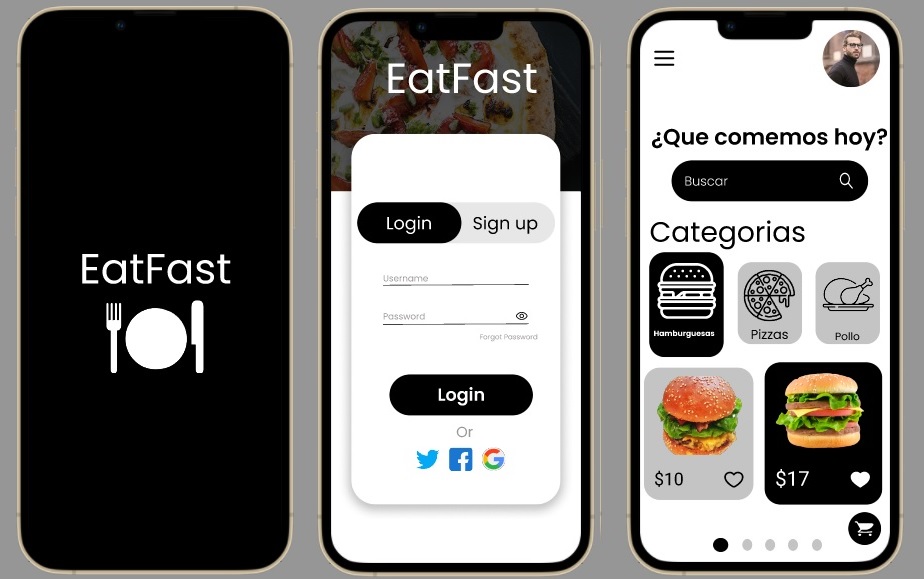 EatFast
EatFast
Login
Sign up
Username
Password
Forgot Password
Login
Or
¿Que comemos hoy?
Buscar
Categorias
Hamburguesas
Pizzas
Pollo
$10
$17